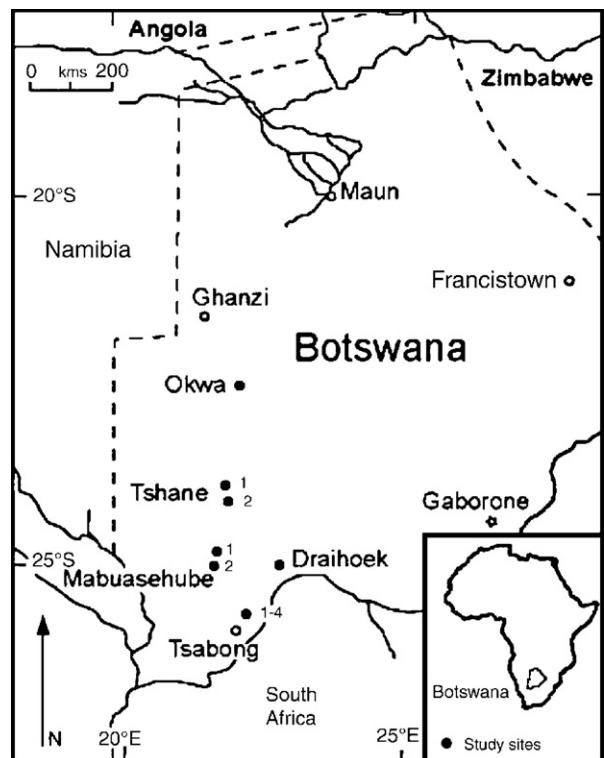 Angola
0 kms 200
Zimbabwe
20°S
Maun
Namibia
Francistown
Ghanzi
Botswana
Okwa
Tshane
1
2
Gaborone
25°S
1
Mabuasehube
2
Draihoek
1-4
Tsabong
South
Africa
Botswana
N
20°E
25°E
Study sites